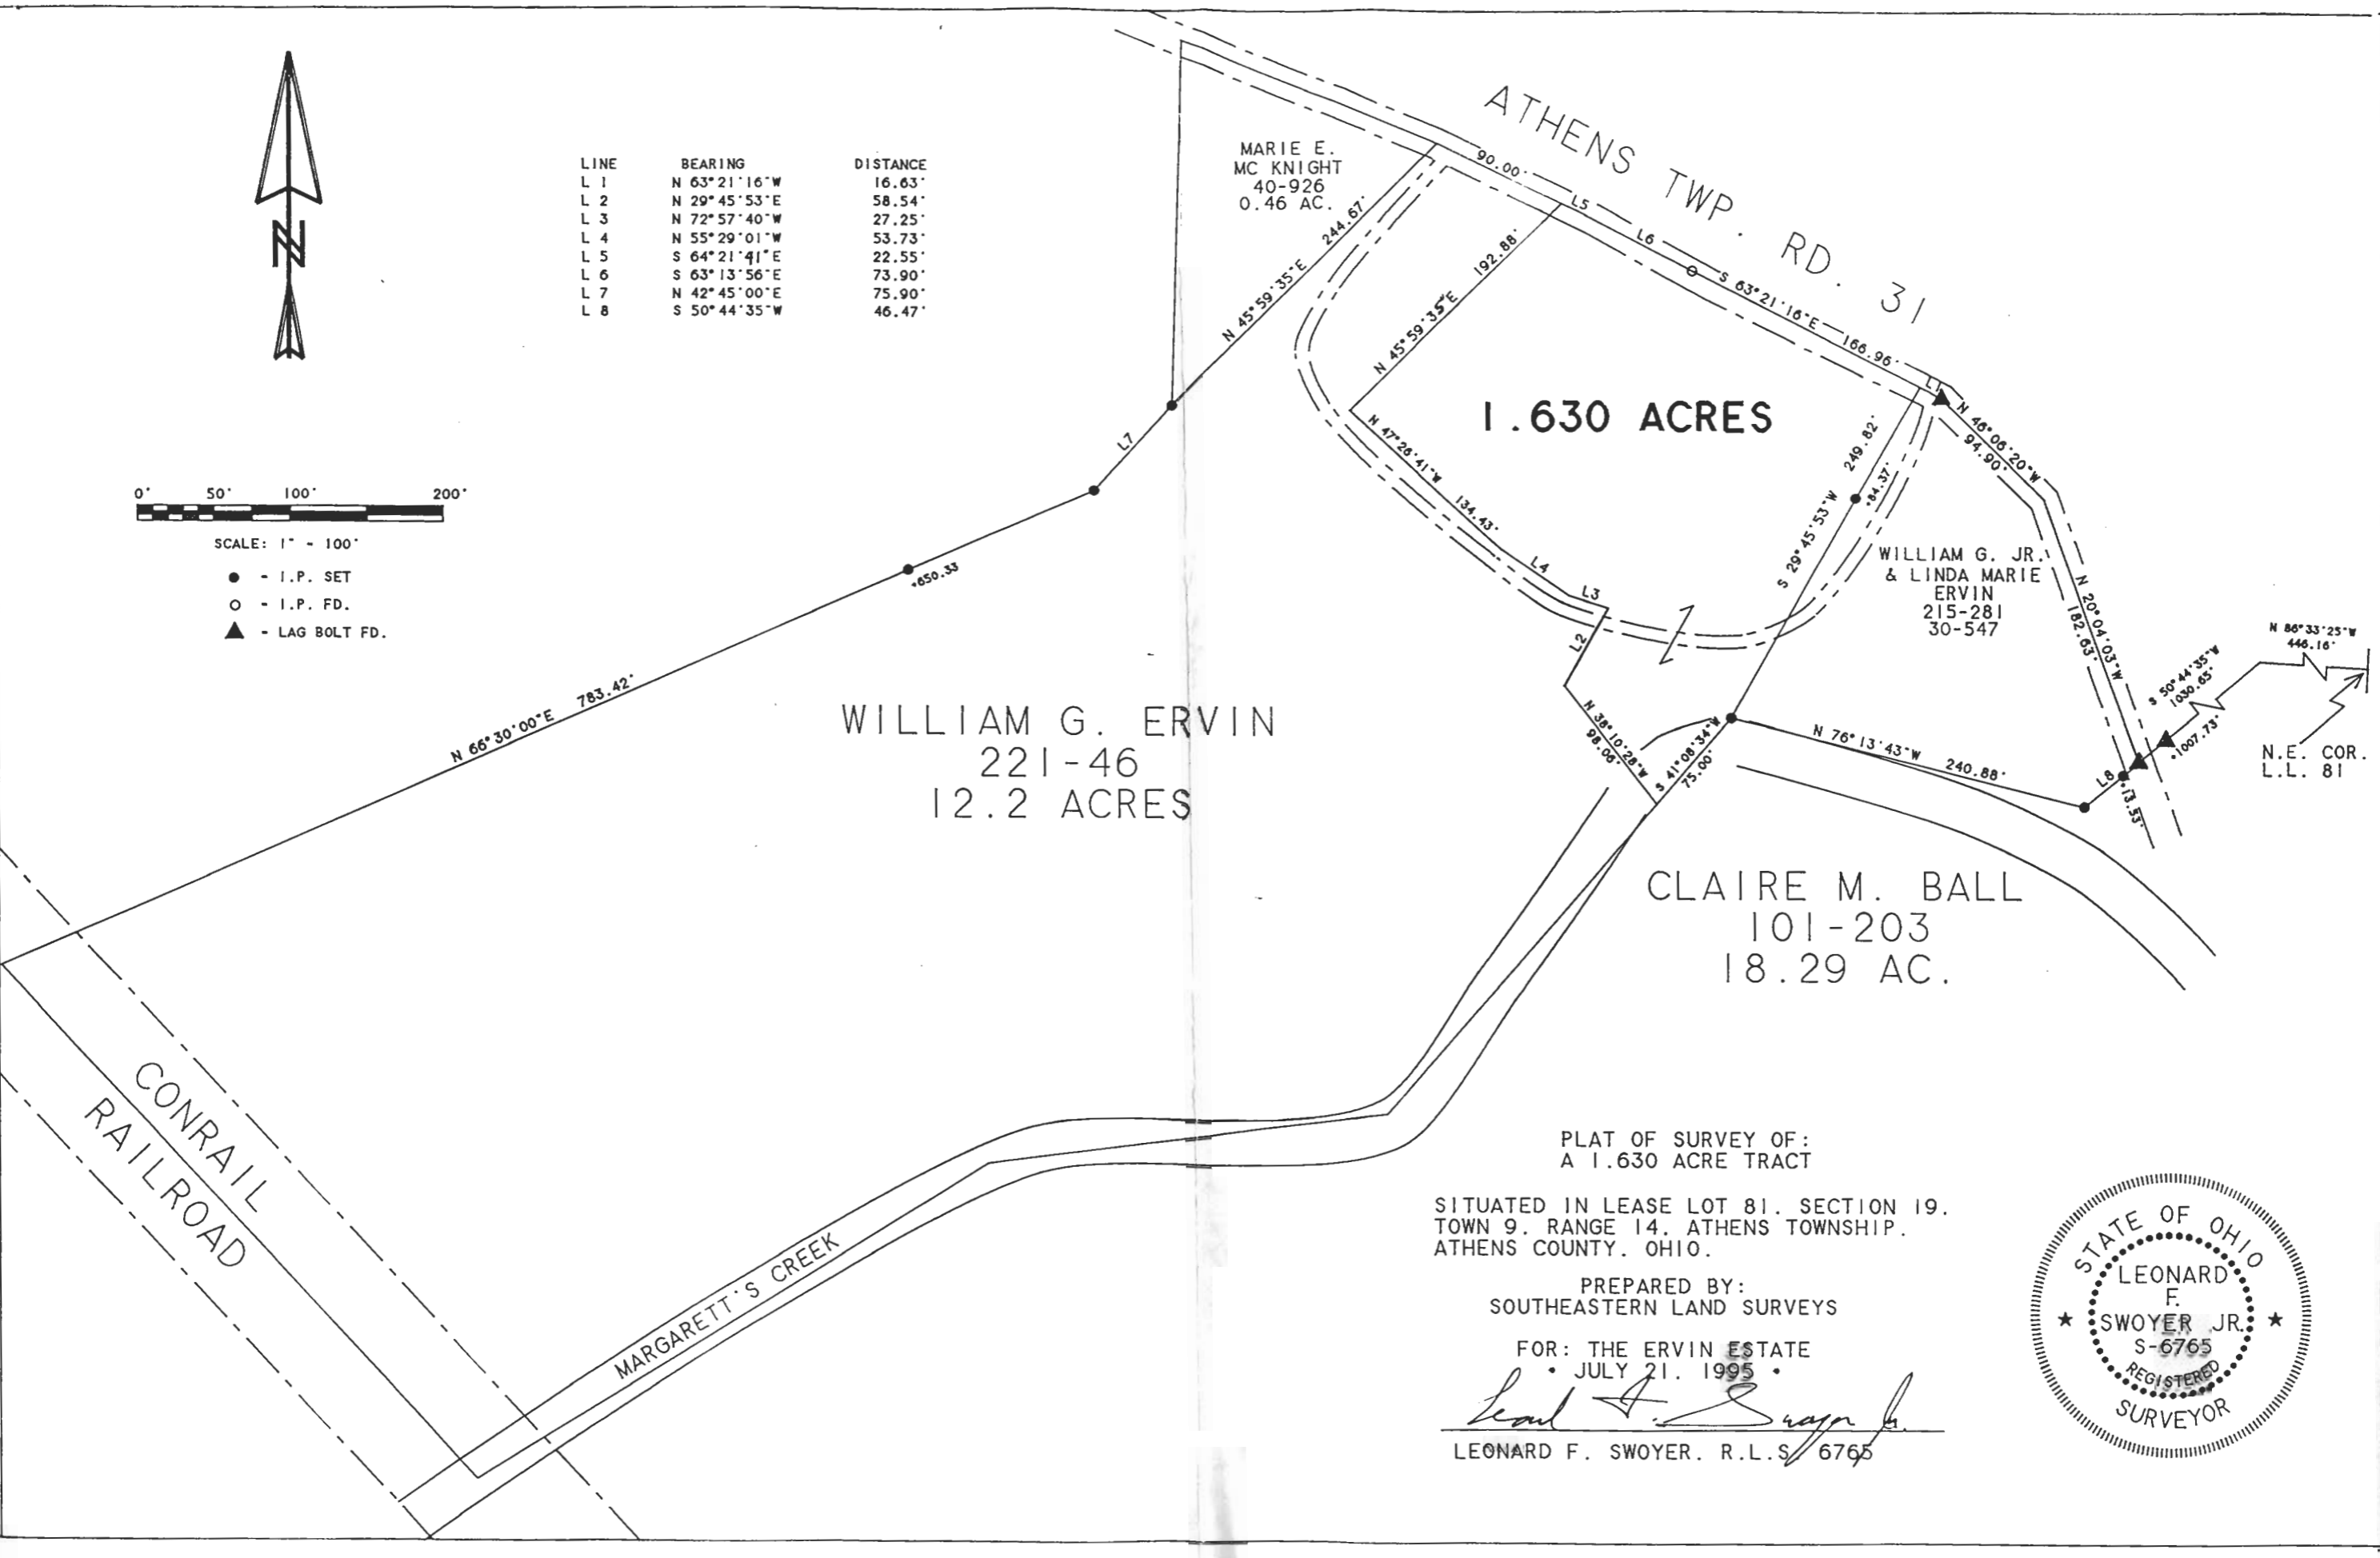 N
LINE BEARING DISTANCE
L 1 N 63°21'16"W 16.63'
L 2 N 29°45'53"E 58.54'
L 3 N 72°57'40"W 27.25'
L 4 N 55°29'01"W 53.73'
L 5 S 64°21'41"E 22.55'
L 6 S 63°13'56"E 73.90'
L 7 N 42°45'00"E 75.90'
L 8 S 50°44'35"W 46.47'
MARIE E.
MC KNIGHT
40-926
0.46 AC.
ATHENS TWP. RD. 31
90.00'
L5
L6
S 63°21'16"E 166.96'
L1
N 45°59'35"E 244.67'
N 45°59'35"E 192.88'
1.630 ACRES
N 46°06'20"W
94.90'
249.82'
S 29°45'53"W
+84.37'
N 47°26'41"W 134.43'
L4
L3
L2
L7
0' 50' 100' 200'
SCALE: 1" - 100'
● - I.P. SET
○ - I.P. FD.
▲ - LAG BOLT FD.
+650.33
N 66°30'00"E 783.42'
WILLIAM G. JR.
& LINDA MARIE
ERVIN
215-281
30-547
N 20°04'03"W
182.63'
N 86°33'25"W
446.16'
S 50°44'35"W
1030.65'
+1007.73'
N.E. COR.
L.L. 81
L8
+13.53'
WILLIAM G. ERVIN
221-46
12.2 ACRES
N 38°10'28"W
98.06'
S 41°08'34"W
75.00'
N 76°13'43"W 240.88'
CLAIRE M. BALL
101-203
18.29 AC.
CONRAIL
RAILROAD
MARGARETT'S CREEK
PLAT OF SURVEY OF:
A 1.630 ACRE TRACT
SITUATED IN LEASE LOT 81. SECTION 19.
TOWN 9. RANGE 14. ATHENS TOWNSHIP.
ATHENS COUNTY. OHIO.
PREPARED BY:
SOUTHEASTERN LAND SURVEYS
FOR: THE ERVIN ESTATE
• JULY 21. 1995 •
Leonard F. Swoyer Jr.
LEONARD F. SWOYER. R.L.S. 6765
STATE OF OHIO
LEONARD
F.
SWOYER JR.
S-6765
REGISTERED
SURVEYOR